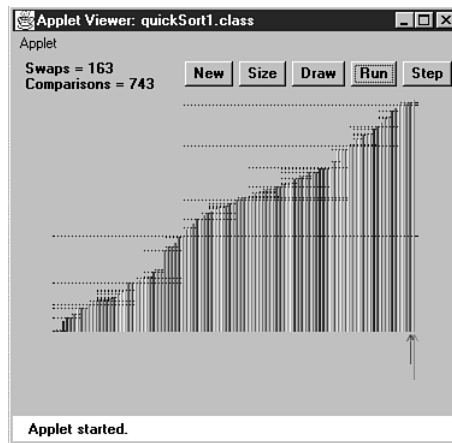 Applet Viewer: quickSort1.class
Applet
Swaps = 163
Comparisons = 743
New Size Draw Run Step
Applet started.